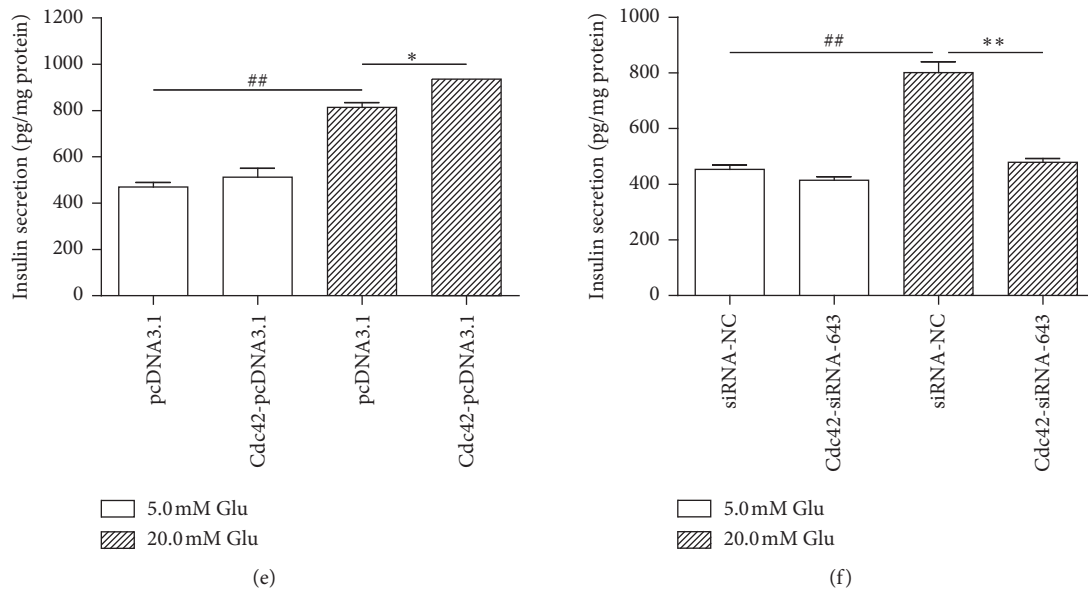 Insulin secretion (pg/mg protein)
1200
1000
800
600
400
200
0
##
*
pcDNA3.1
Cdc42-pcDNA3.1
pcDNA3.1
Cdc42-pcDNA3.1
5.0 mM Glu
20.0 mM Glu
(e)
Insulin secretion (pg/mg protein)
1000
800
600
400
200
0
##
**
siRNA-NC
Cdc42-siRNA-643
siRNA-NC
Cdc42-siRNA-643
5.0 mM Glu
20.0 mM Glu
(f)